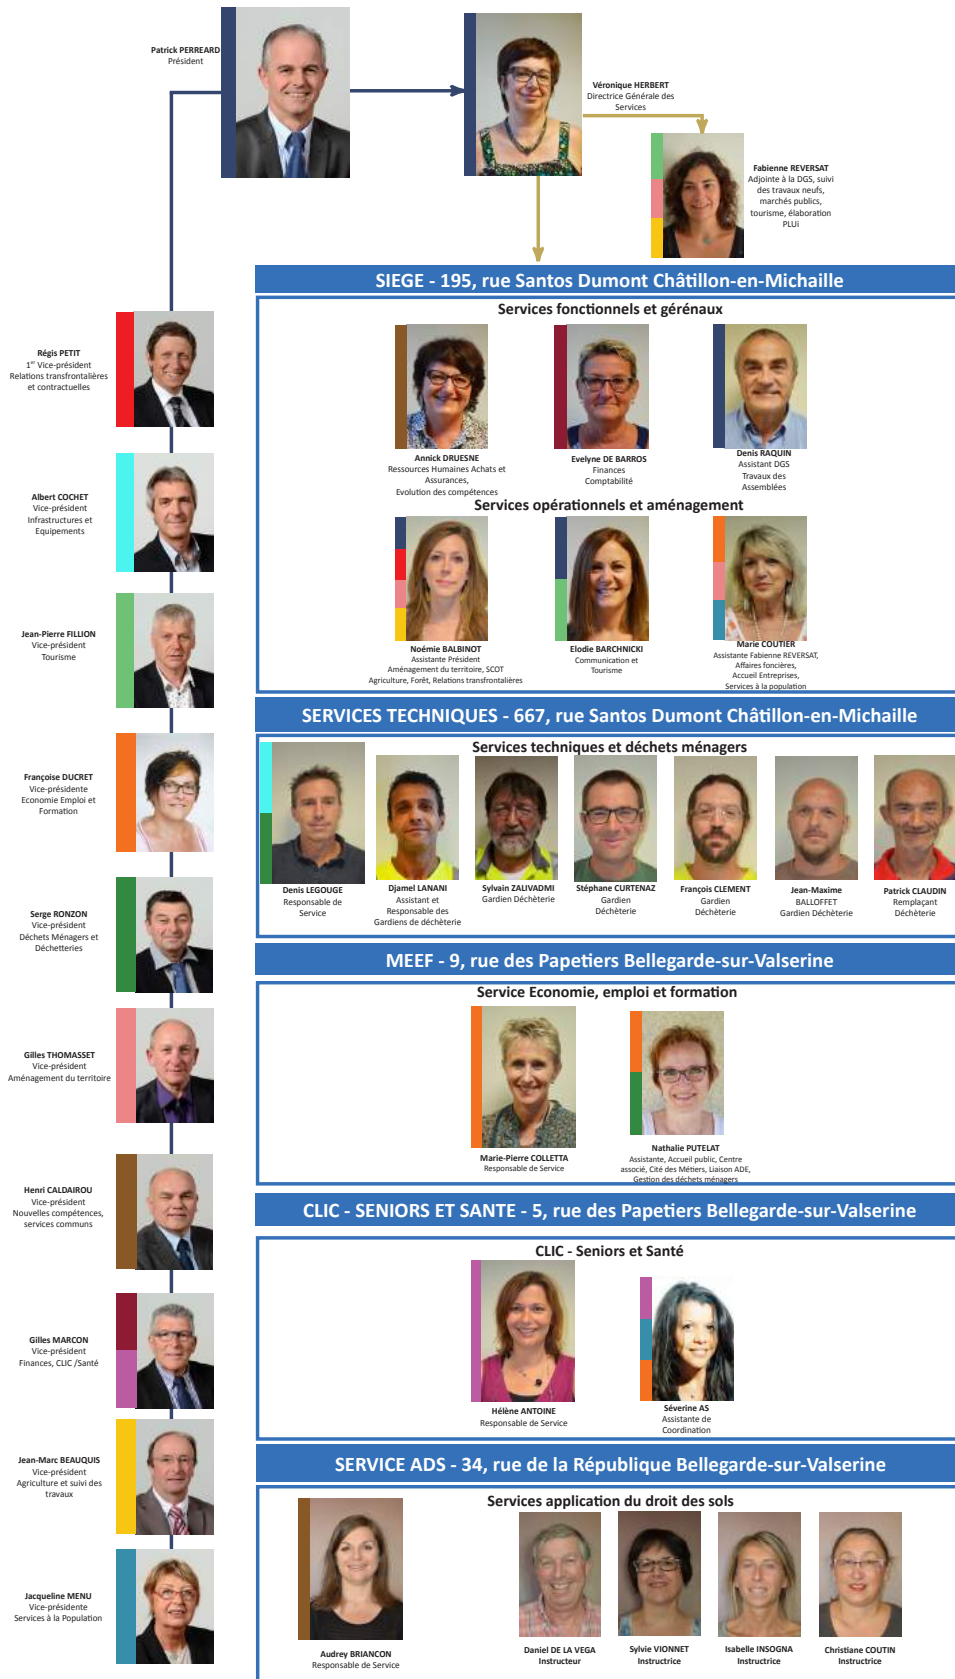 Patrick PERREARD
Président
Véronique HERBERT
Directrice Générale des
Services
Fabienne REVERSAT
Adjointe à la DGS, suivi
des travaux neufs,
marchés publics,
tourisme, élaboration
PLUi
Régis PETIT
1er Vice-président
Relations transfrontalières
et contractuelles
Albert COCHET
Vice-président
Infrastructures et
Equipements
Jean-Pierre FILLION
Vice-président
Tourisme
Françoise DUCRET
Vice-présidente
Economie Emploi et
Formation
Serge RONZON
Vice-président
Déchets Ménagers et
Déchetteries
Gilles THOMASSET
Vice-président
Aménagement du territoire
Henri CALDAIROU
Vice-président
Nouvelles compétences,
services communs
Gilles MARCON
Vice-président
Finances, CLIC /Santé
Jean-Marc BEAUQUIS
Vice-président
Agriculture et suivi des
travaux
Jacqueline MENU
Vice-présidente
Services à la Population
SIEGE - 195, rue Santos Dumont Châtillon-en-Michaille
Services fonctionnels et gérénaux
Annick DRUESNE
Ressources Humaines Achats et
Assurances,
Evolution des compétences
Evelyne DE BARROS
Finances
Comptabilité
Denis RAQUIN
Assistant DGS
Travaux des
Assemblées
Services opérationnels et aménagement
Noémie BALBINOT
Assistante Président
Aménagement du territoire, SCOT
Agriculture, Forêt, Relations transfrontalières
Elodie BARCHNICKI
Communication et
Tourisme
Marie COUTIER
Assistante Fabienne REVERSAT,
Affaires foncières,
Accueil Entreprises,
Services à la population
SERVICES TECHNIQUES - 667, rue Santos Dumont Châtillon-en-Michaille
Services techniques et déchets ménagers
Denis LEGOUGE
Responsable de
Service
Djamel LANANI
Assistant et
Responsable des
Gardiens de déchèterie
Sylvain ZALIVADMI
Gardien Déchèterie
Stéphane CURTENAZ
Gardien
Déchèterie
François CLEMENT
Gardien
Déchèterie
Jean-Maxime
BALLOFFET
Gardien Déchèterie
Patrick CLAUDIN
Remplaçant
Déchèterie
MEEF - 9, rue des Papetiers Bellegarde-sur-Valserine
Service Economie, emploi et formation
Marie-Pierre COLLETTA
Responsable de Service
Nathalie PUTELAT
Assistante, Accueil public, Centre
associé, Cité des Métiers, Liaison ADE,
Gestion des déchets ménagers
CLIC - SENIORS ET SANTE - 5, rue des Papetiers Bellegarde-sur-Valserine
CLIC - Seniors et Santé
Hélène ANTOINE
Responsable de Service
Séverine AS
Assistante de
Coordination
SERVICE ADS - 34, rue de la République Bellegarde-sur-Valserine
Services application du droit des sols
Audrey BRIANCON
Responsable de Service
Daniel DE LA VEGA
Instructeur
Sylvie VIONNET
Instructrice
Isabelle INSOGNA
Instructrice
Christiane COUTIN
Instructrice